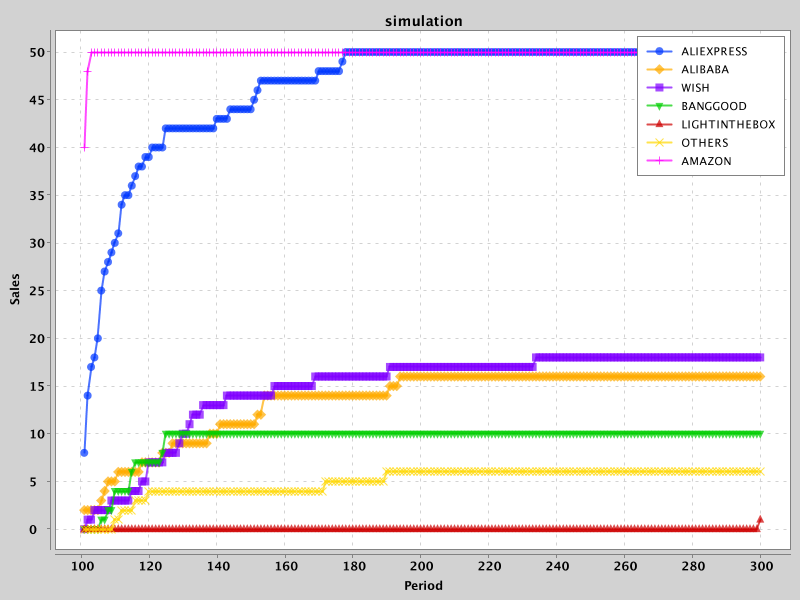 simulation
50
45
40
35
30
25
20
15
10
5
0
Sales
ALIEXPRESS
ALIBABA
WISH
BANGGOOD
LIGHTINTHEBOX
OTHERS
AMAZON
100 120 140 160 180 200 220 240 260 280 300
Period